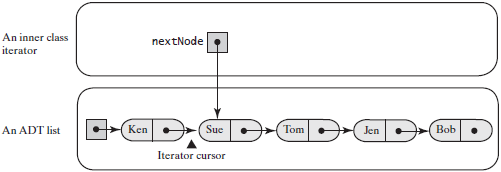 An inner class
iterator
nextNode
An ADT list
Ken
Sue
Tom
Jen
Bob
Iterator cursor